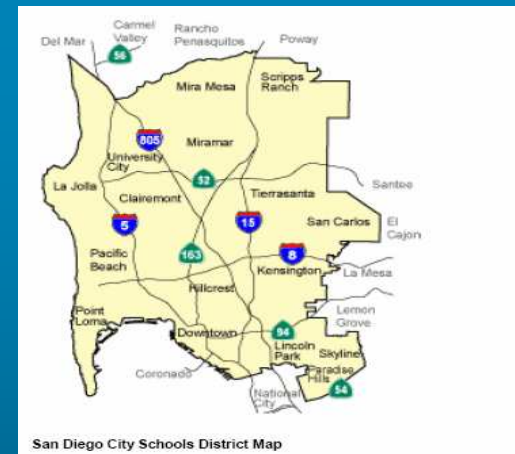 Carmel
Valley
Rancho
Penasquitos
Poway
Del Mar
56
Scripps
Ranch
Mira Mesa
805
Miramar
University
City
52
La Jolla
Clairemont
Tierrasanta
Santee
5
15
San Carlos
El
Cajon
163
8
Pacific
Beach
Kensington
La Mesa
Hillcrest
Point
Loma
Lemon
Grove
Downtown
94
Lincoln
Park
Skyline
Paradise
Hills
54
Coronado
National
City
San Diego City Schools District Map